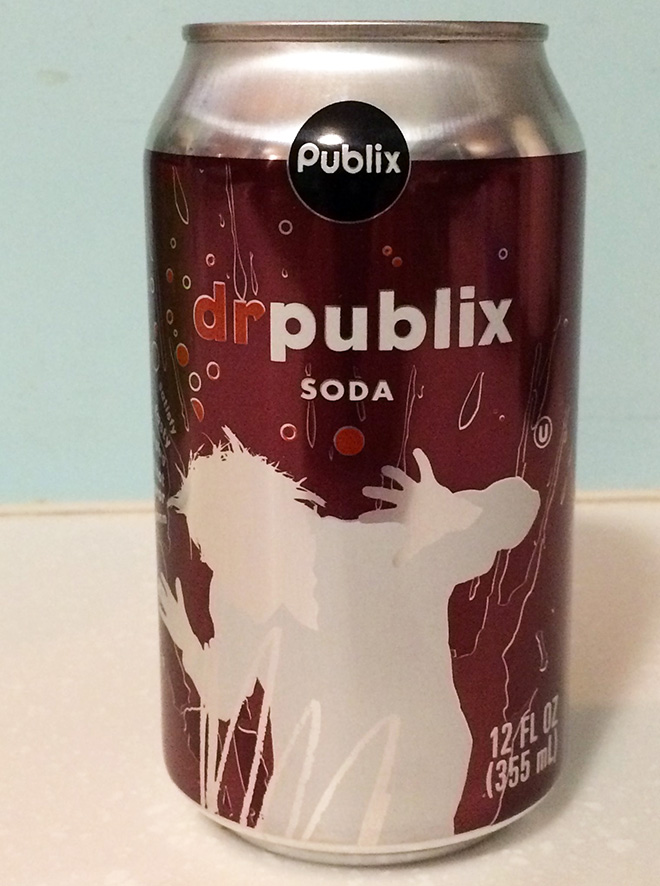 Publix
drpublix
SODA
U
12 FL OZ
(355 mL)